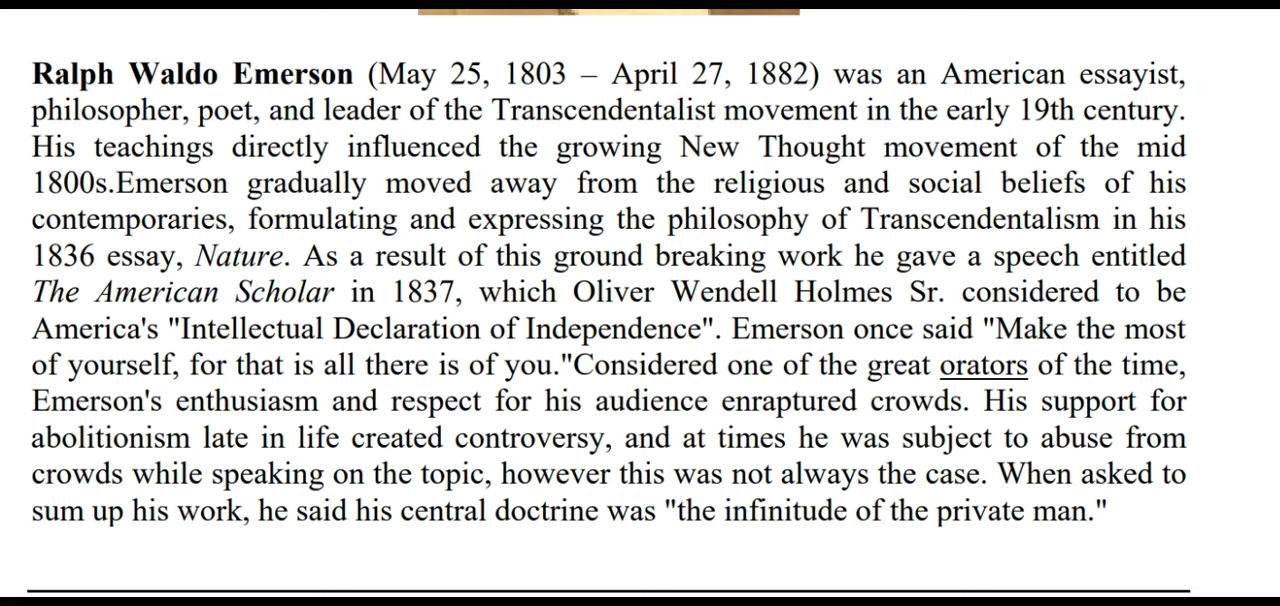 Ralph Waldo Emerson (May 25, 1803 – April 27, 1882) was an American essayist,
philosopher, poet, and leader of the Transcendentalist movement in the early 19th century.
His teachings directly influenced the growing New Thought movement of the mid
1800s.Emerson gradually moved away from the religious and social beliefs of his
contemporaries, formulating and expressing the philosophy of Transcendentalism in his
1836 essay, Nature. As a result of this ground breaking work he gave a speech entitled
The American Scholar in 1837, which Oliver Wendell Holmes Sr. considered to be
America's "Intellectual Declaration of Independence". Emerson once said "Make the most
of yourself, for that is all there is of you."Considered one of the great orators of the time,
Emerson's enthusiasm and respect for his audience enraptured crowds. His support for
abolitionism late in life created controversy, and at times he was subject to abuse from
crowds while speaking on the topic, however this was not always the case. When asked to
sum up his work, he said his central doctrine was "the infinitude of the private man."